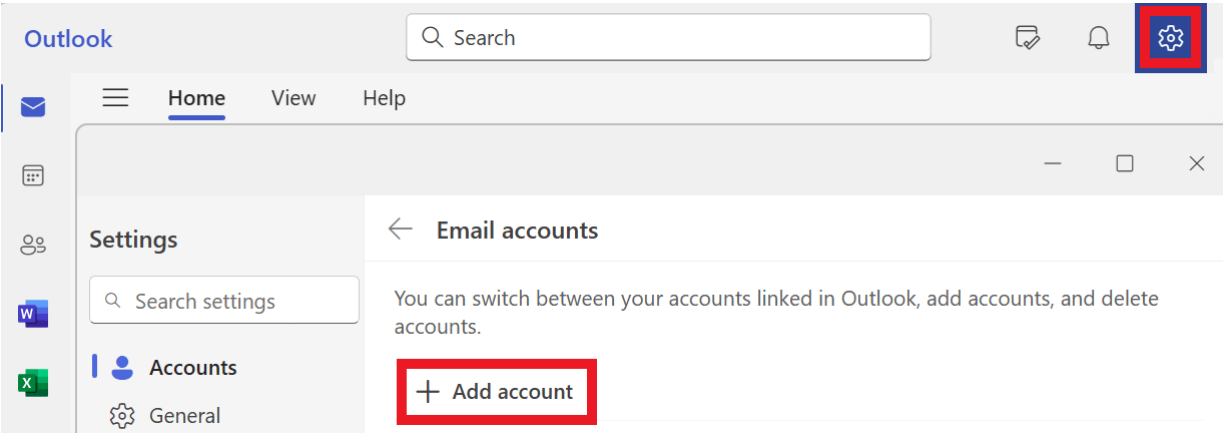 Outlook
Search
Home View Help
Settings
Email accounts
Search settings
You can switch between your accounts linked in Outlook, add accounts, and delete
accounts.
Accounts
Add account
General
W
X